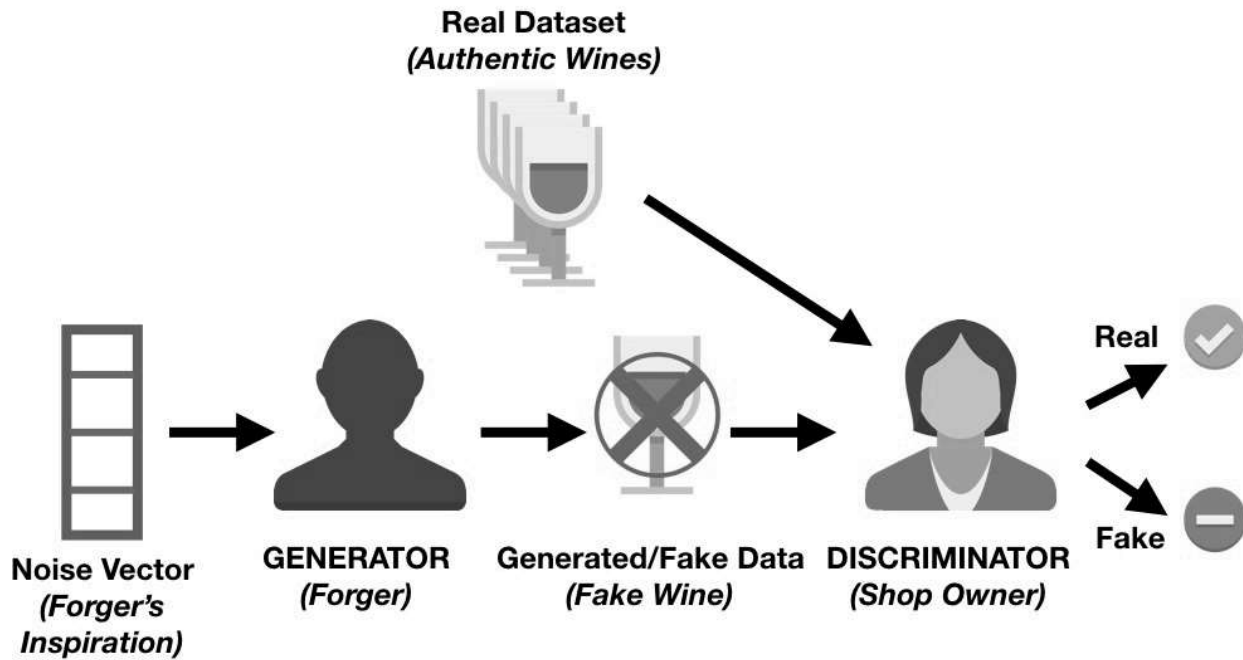 Real Dataset
(Authentic Wines)
Real
Fake
Noise Vector
(Forger's
Inspiration)
GENERATOR
(Forger)
Generated/Fake Data
(Fake Wine)
DISCRIMINATOR
(Shop Owner)